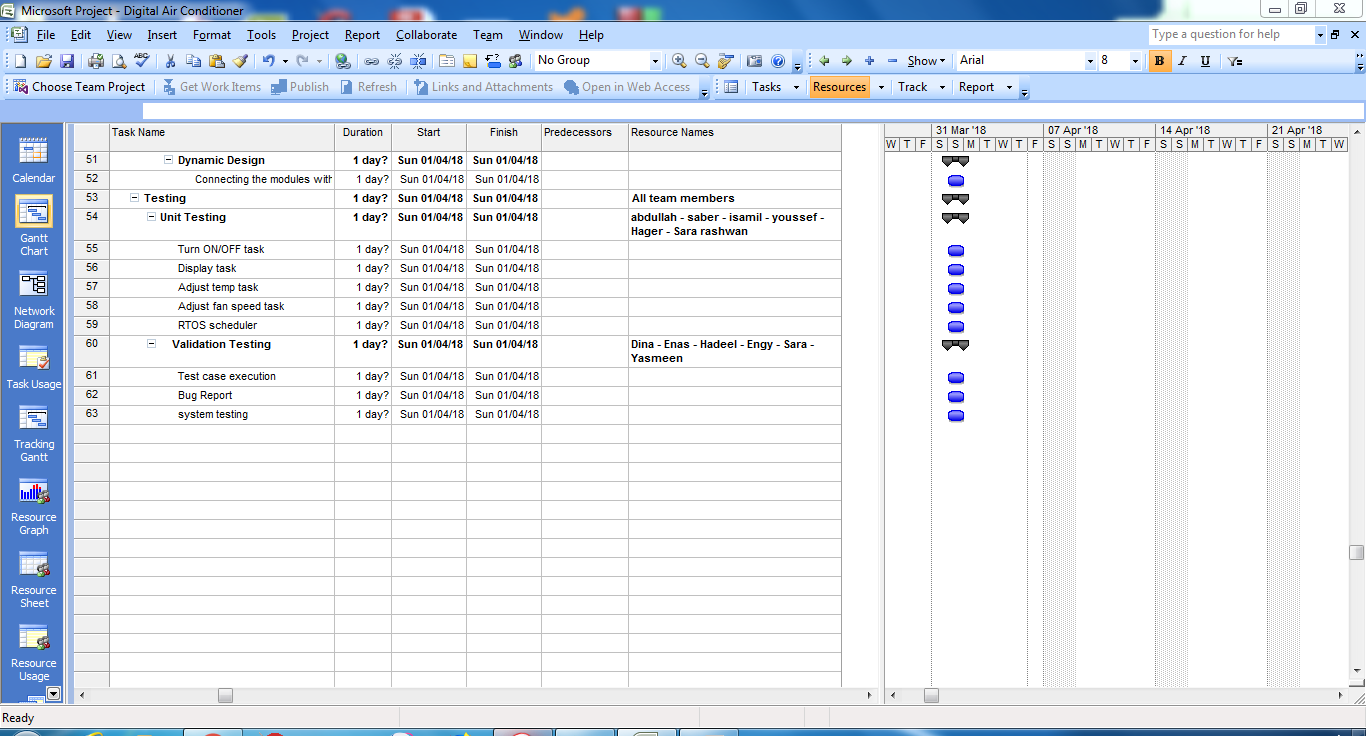 Microsoft Project - Digital Air Conditioner
File Edit View Insert Format Tools Project Report Collaborate Team Window Help
Type a question for help
No Group
Show
Arial
8
B I U
Choose Team Project Get Work Items Publish Refresh Links and Attachments Open in Web Access
Tasks Resources Track Report
Task Name Duration Start Finish Predecessors Resource Names
31 Mar '18 07 Apr '18 14 Apr '18 21 Apr '18
W T F S S M T W T F S S M T W T F S S M T W T F S S M T W
51 Dynamic Design 1 day? Sun 01/04/18 Sun 01/04/18
52 Connecting the modules with 1 day? Sun 01/04/18 Sun 01/04/18
53 Testing 1 day? Sun 01/04/18 Sun 01/04/18 All team members
54 Unit Testing 1 day? Sun 01/04/18 Sun 01/04/18 abdullah - saber - isamil - youssef -
Hager - Sara rashwan
55 Turn ON/OFF task 1 day? Sun 01/04/18 Sun 01/04/18
56 Display task 1 day? Sun 01/04/18 Sun 01/04/18
57 Adjust temp task 1 day? Sun 01/04/18 Sun 01/04/18
58 Adjust fan speed task 1 day? Sun 01/04/18 Sun 01/04/18
59 RTOS scheduler 1 day? Sun 01/04/18 Sun 01/04/18
60 Validation Testing 1 day? Sun 01/04/18 Sun 01/04/18 Dina - Enas - Hadeel - Engy - Sara -
Yasmeen
61 Test case execution 1 day? Sun 01/04/18 Sun 01/04/18
62 Bug Report 1 day? Sun 01/04/18 Sun 01/04/18
63 system testing 1 day? Sun 01/04/18 Sun 01/04/18
Calendar
Gantt
Chart
Network
Diagram
Task Usage
Tracking
Gantt
Resource
Graph
Resource
Sheet
Resource
Usage
Ready